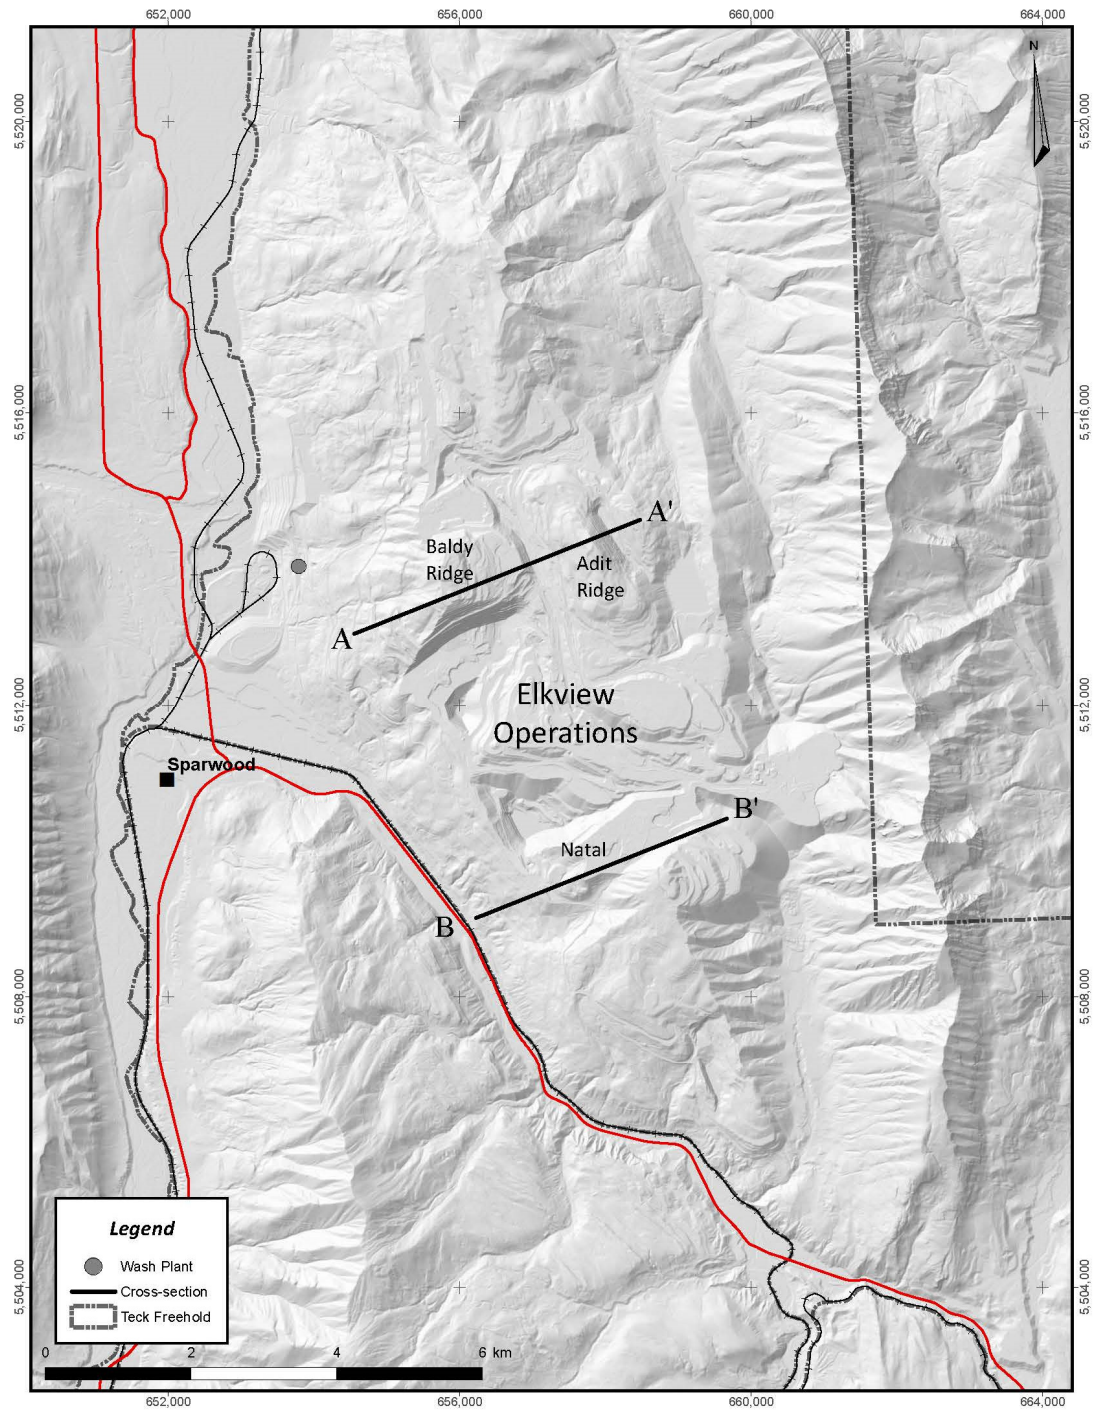 652,000
656,000
660,000
664,000
N
5,520,000
5,520,000
5,516,000
5,516,000
A'
Baldy
Ridge
Adit
Ridge
A
Elkview
Operations
5,512,000
5,512,000
Sparwood
B'
Natal
B
5,508,000
5,508,000
Legend
Wash Plant
Cross-section
Teck Freehold
5,504,000
5,504,000
0 2 4 6 km
652,000
656,000
660,000
664,000